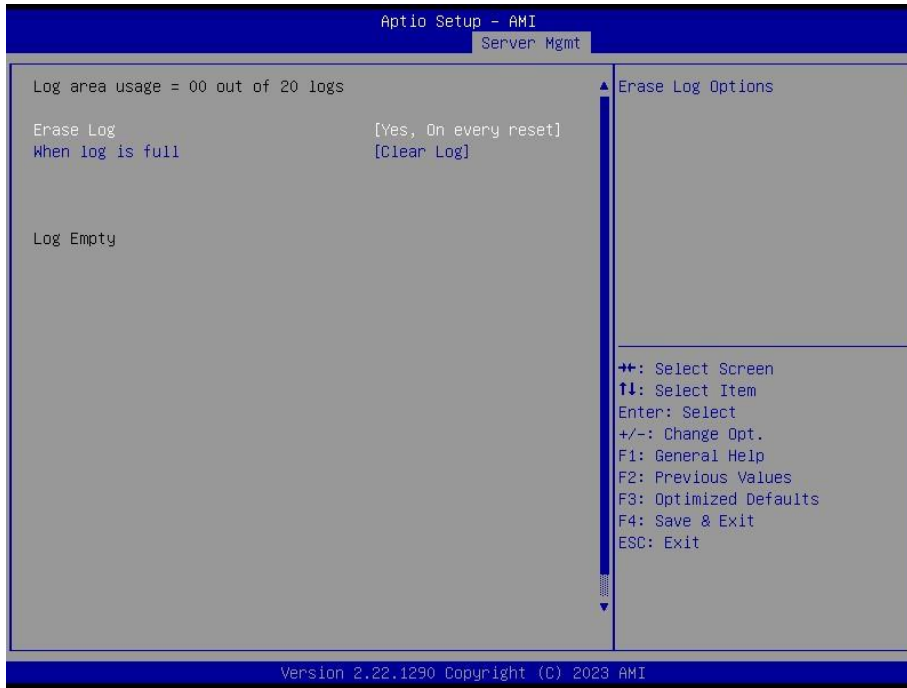 Aptio Setup - AMI
Server Mgmt
Log area usage = 00 out of 20 logs
Erase Log [Yes, On every reset]
When log is full [Clear Log]
Log Empty
Erase Log Options
→←: Select Screen
↑↓: Select Item
Enter: Select
+/-: Change Opt.
F1: General Help
F2: Previous Values
F3: Optimized Defaults
F4: Save & Exit
ESC: Exit
Version 2.22.1290 Copyright (C) 2023 AMI